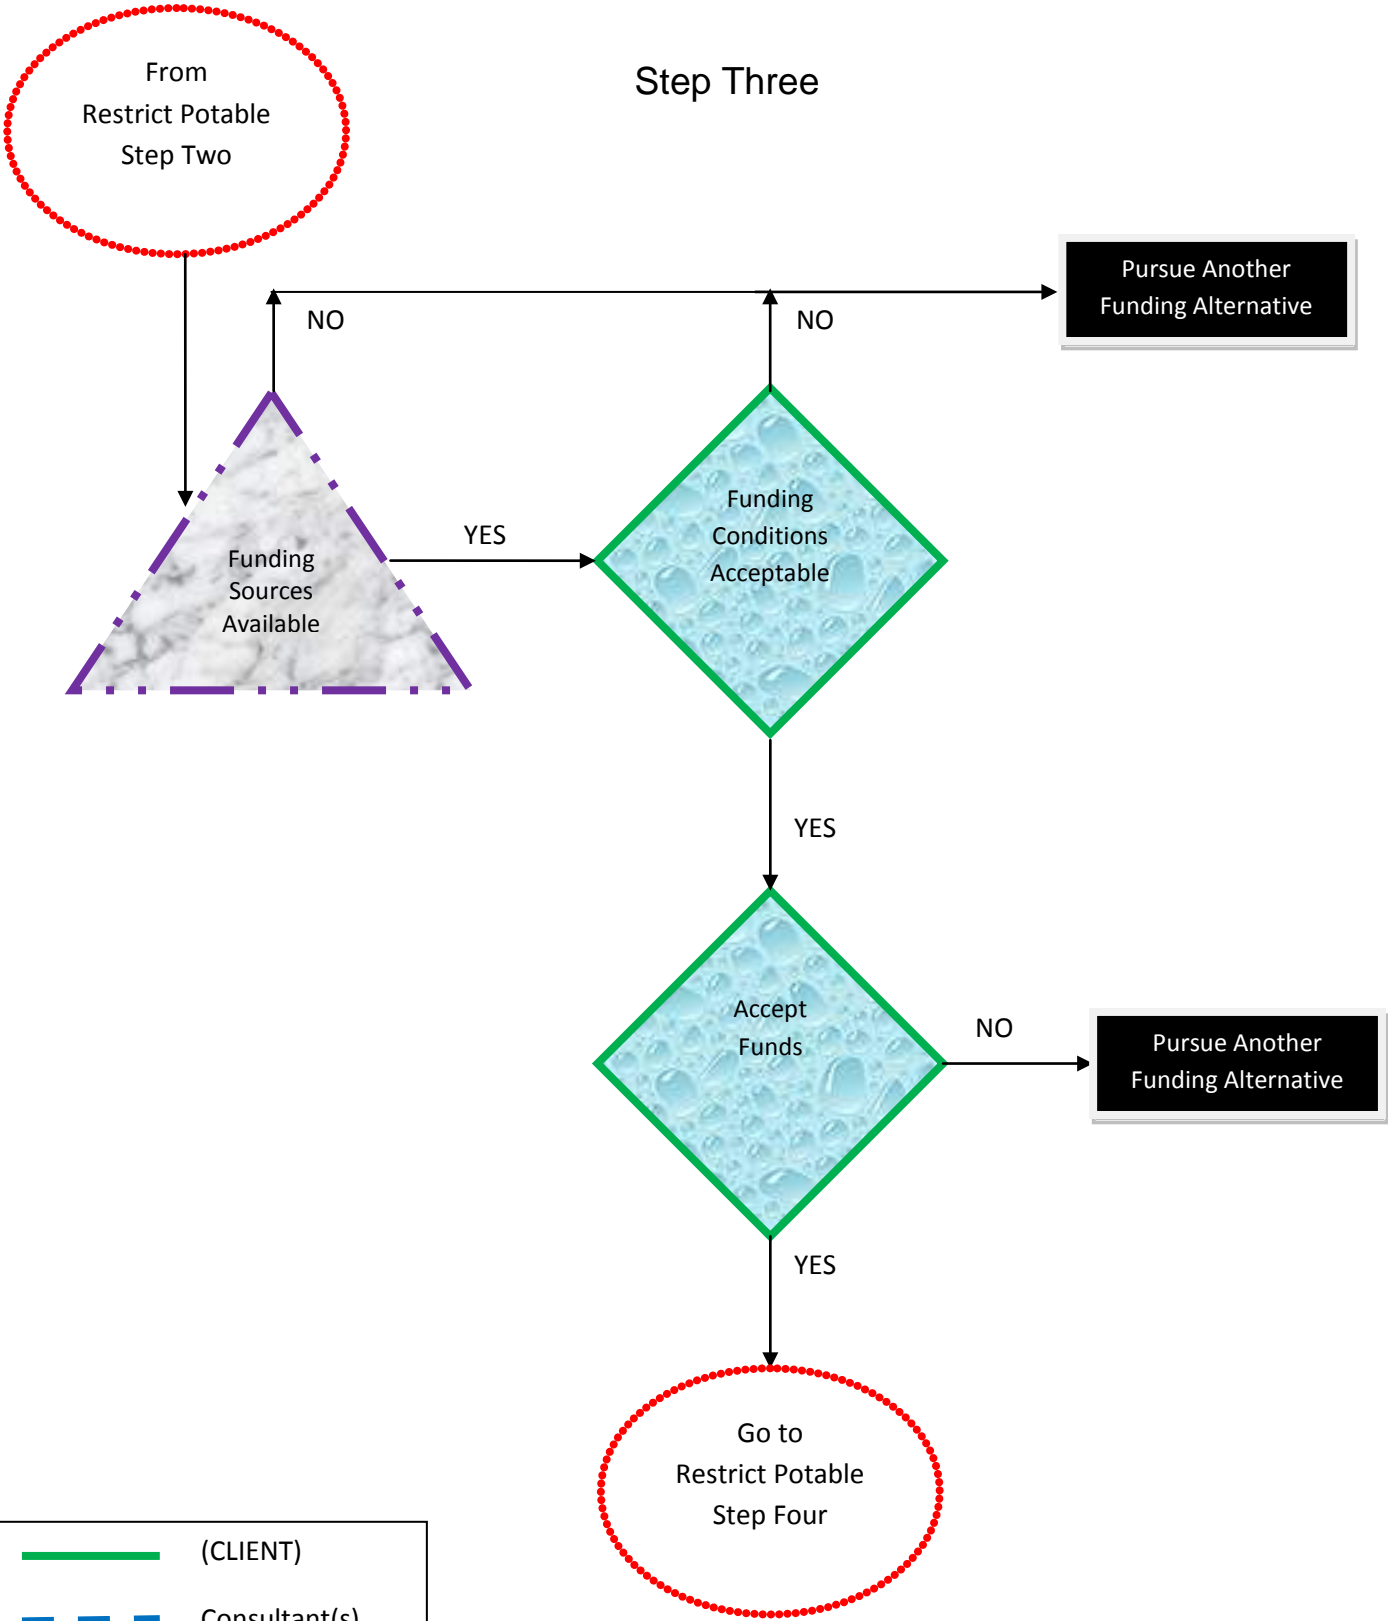 From
Restrict Potable
Step Two
Step Three
Pursue Another
Funding Alternative
NO
NO
Funding
Sources
Available
YES
Funding
Conditions
Acceptable
YES
Accept
Funds
NO
Pursue Another
Funding Alternative
YES
Go to
Restrict Potable
Step Four
(CLIENT)
Consultant(s)